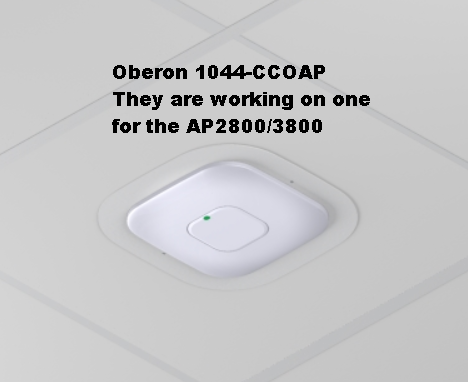 Oberon 1044-CCOAP
They are working on one
for the AP2800/3800